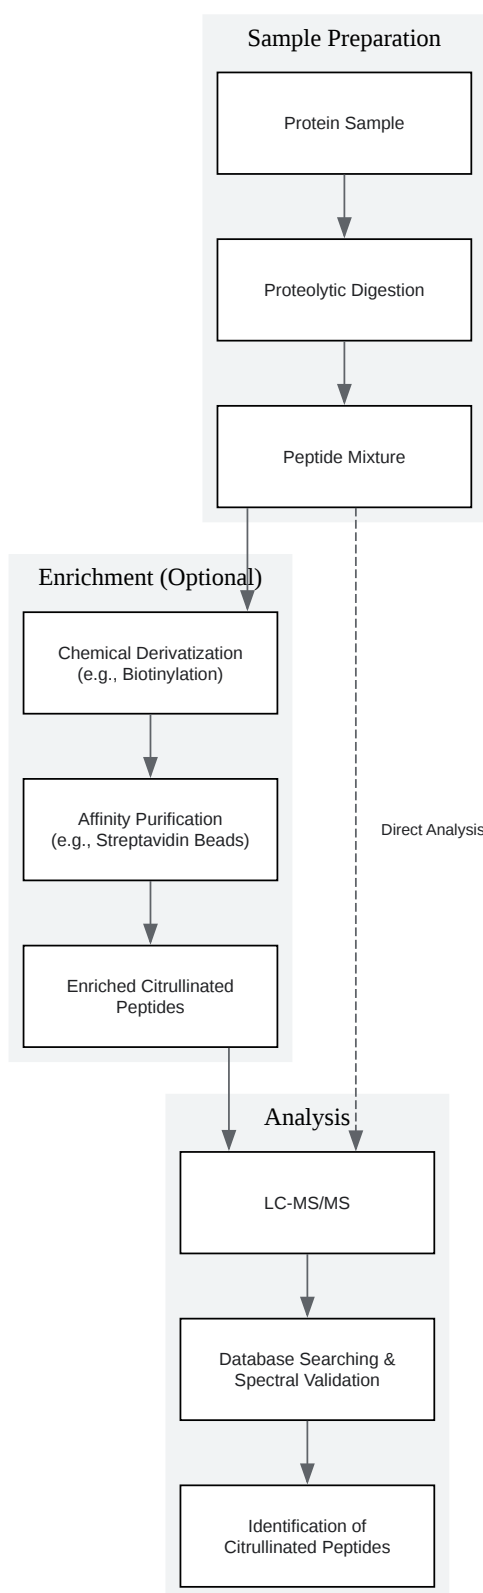 Sample Preparation
Protein Sample
Proteolytic Digestion
Peptide Mixture
Enrichment (Optional)
Chemical Derivatization
(e.g., Biotinylation)
Affinity Purification
(e.g., Streptavidin Beads)
Direct Analysis
Enriched Citrullinated
Peptides
Analysis
LC-MS/MS
Database Searching &
Spectral Validation
Identification of
Citrullinated Peptides